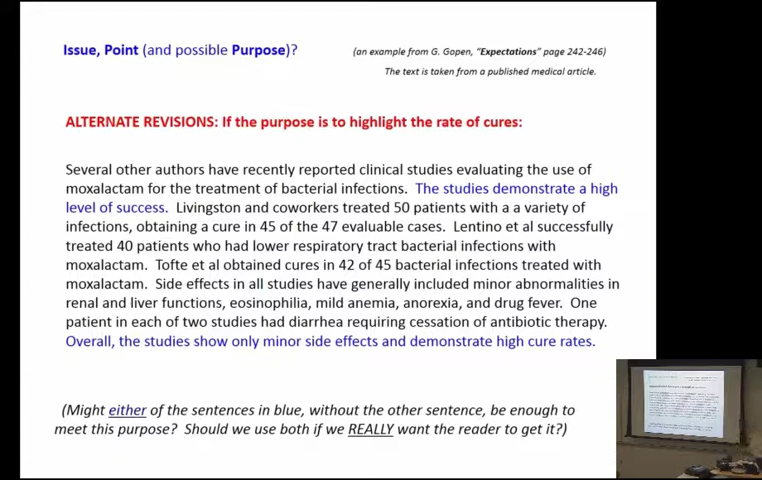 Issue, Point (and possible Purpose)?
(an example from G. Gopen, "Expectations" page 242-246)
The text is taken from a published medical article.
ALTERNATE REVISIONS: If the purpose is to highlight the rate of cures:
Several other authors have recently reported clinical studies evaluating the use of
moxalactam for the treatment of bacterial infections. The studies demonstrate a high
level of success. Livingston and coworkers treated 50 patients with a a variety of
infections, obtaining a cure in 45 of the 47 evaluable cases. Lentino et al successfully
treated 40 patients who had lower respiratory tract bacterial infections with
moxalactam. Tofte et al obtained cures in 42 of 45 bacterial infections treated with
moxalactam. Side effects in all studies have generally included minor abnormalities in
renal and liver functions, eosinophilia, mild anemia, anorexia, and drug fever. One
patient in each of two studies had diarrhea requiring cessation of antibiotic therapy.
Overall, the studies show only minor side effects and demonstrate high cure rates.
(Might either of the sentences in blue, without the other sentence, be enough to
meet this purpose? Should we use both if we REALLY want the reader to get it?)